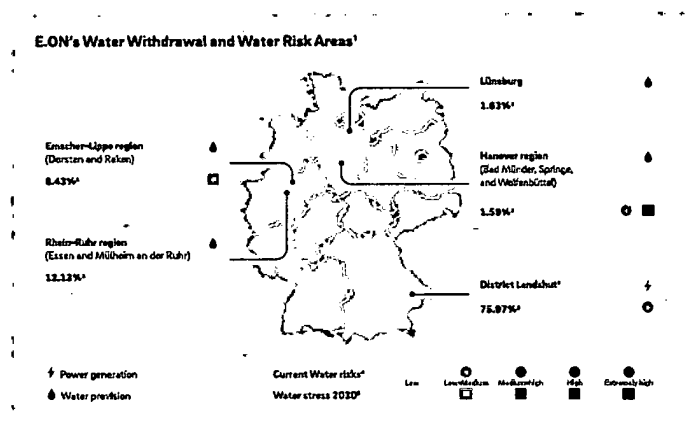 E.ON's Water Withdrawal and Water Risk Areas¹
Lüneburg
1.63%³
Emscher-Lippe region
(Dorsten and Reken)
8.43%³
Hanover region
(Bad Münder, Springe,
and Wolfenbüttel)
1.59%³
Rhein-Ruhr region
(Essen and Mülheim an der Ruhr)
12.12%³
District Landshut²
75.97%³
Power generation
Water provision
Current Water risks⁴
Water stress 2030⁵
Low
Low-Medium
Medium-high
High
Extremely high